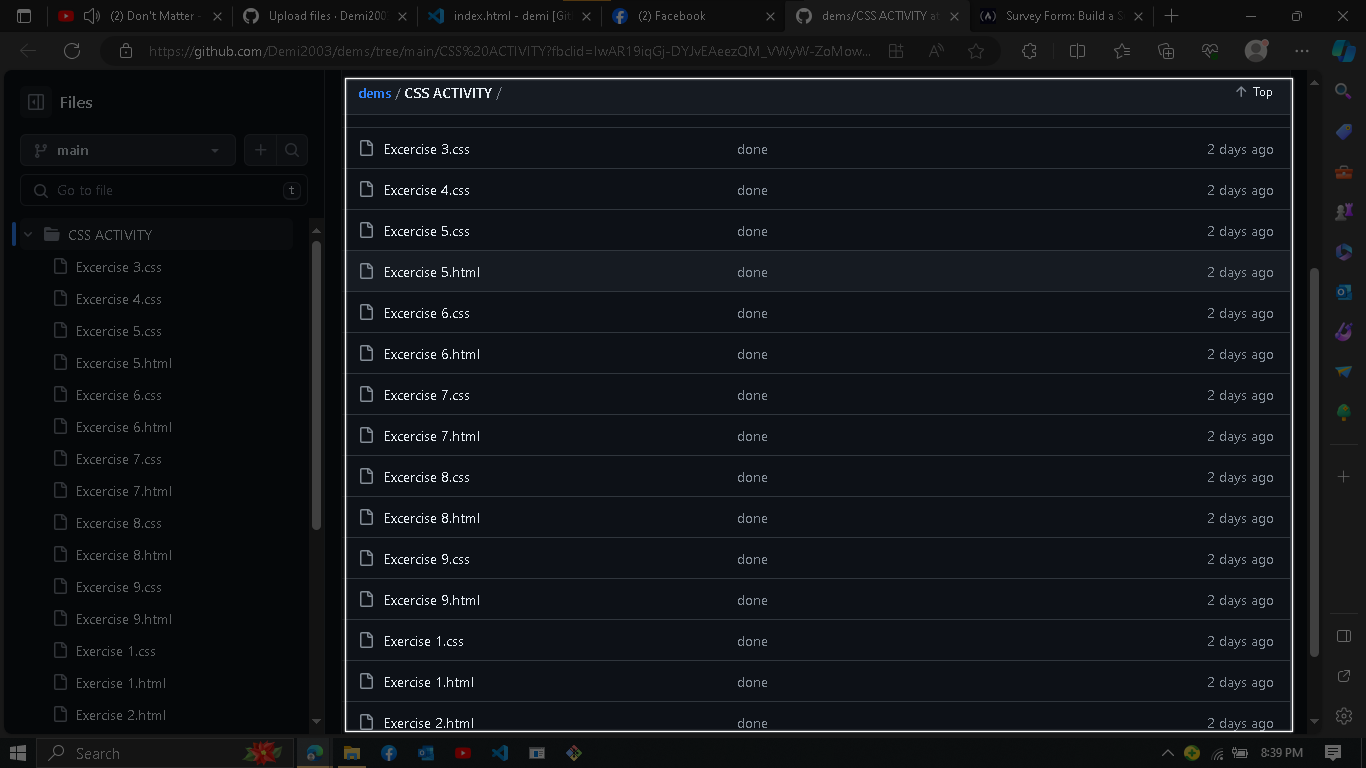 (2) Don't Matter -
Upload files · Demi200
index.html - demi [Git
(2) Facebook
dems/CSS ACTIVITY at
Survey Form: Build a S
https://github.com/Demi2003/dems/tree/main/CSS%20ACTIVITY?fbclid=IwAR19iqGj-DYJvEAeezQM_VWyW-ZoMow...
Files
main
Go to file
t
CSS ACTIVITY
Excercise 3.css
Excercise 4.css
Excercise 5.css
Excercise 5.html
Excercise 6.css
Excercise 6.html
Excercise 7.css
Excercise 7.html
Excercise 8.css
Excercise 8.html
Excercise 9.css
Excercise 9.html
Exercise 1.css
Exercise 1.html
Exercise 2.html
dems / CSS ACTIVITY /
Top
Excercise 3.css done 2 days ago
Excercise 4.css done 2 days ago
Excercise 5.css done 2 days ago
Excercise 5.html done 2 days ago
Excercise 6.css done 2 days ago
Excercise 6.html done 2 days ago
Excercise 7.css done 2 days ago
Excercise 7.html done 2 days ago
Excercise 8.css done 2 days ago
Excercise 8.html done 2 days ago
Excercise 9.css done 2 days ago
Excercise 9.html done 2 days ago
Exercise 1.css done 2 days ago
Exercise 1.html done 2 days ago
Exercise 2.html done 2 days ago
Search
8:39 PM